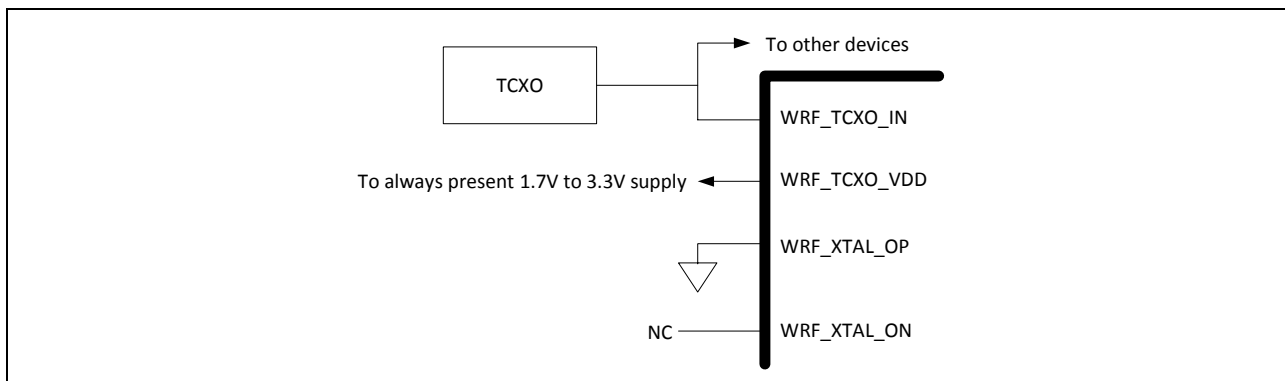 To other devices
TCXO
WRF_TCXO_IN
To always present 1.7V to 3.3V supply
WRF_TCXO_VDD
WRF_XTAL_OP
NC
WRF_XTAL_ON